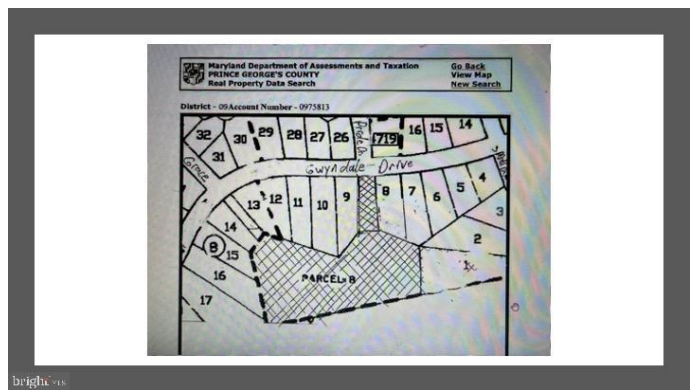 Maryland Department of Assessments and Taxation
PRINCE GEORGE'S COUNTY
Real Property Data Search
Go Back
View Map
New Search
District - 09Account Number - 0975813
32
31
30
29
28
27
26
719
16
15
14
Gwyndale Drive
13
12
11
10
9
8
7
6
5
4
3
14
B
15
16
17
2
PARCEL B
bright MLS